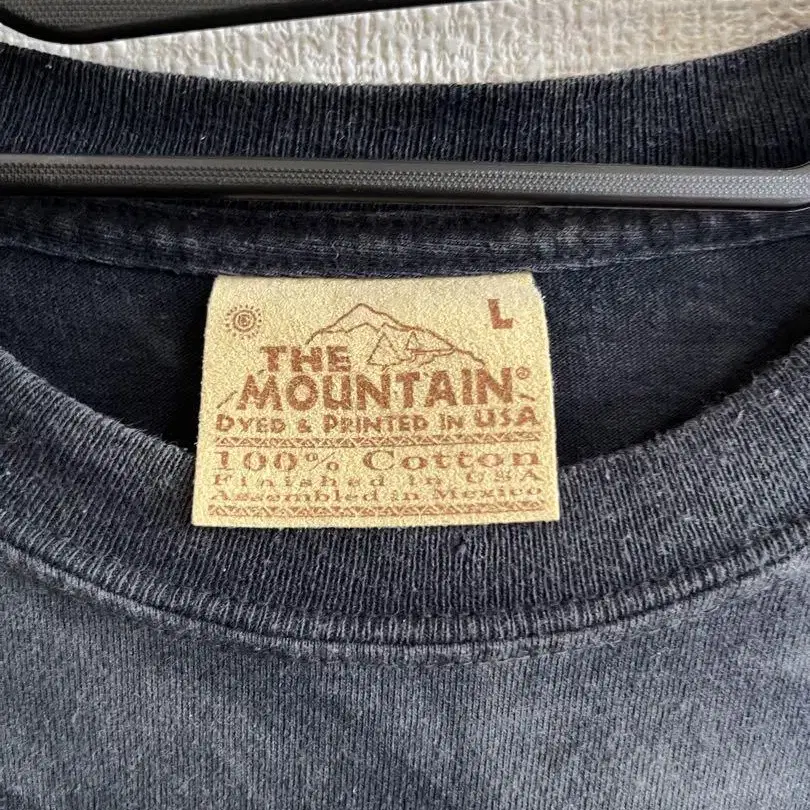 L
THE
MOUNTAIN®
DYED & PRINTED IN USA
100% Cotton
Finished in USA
Assembled in Mexico